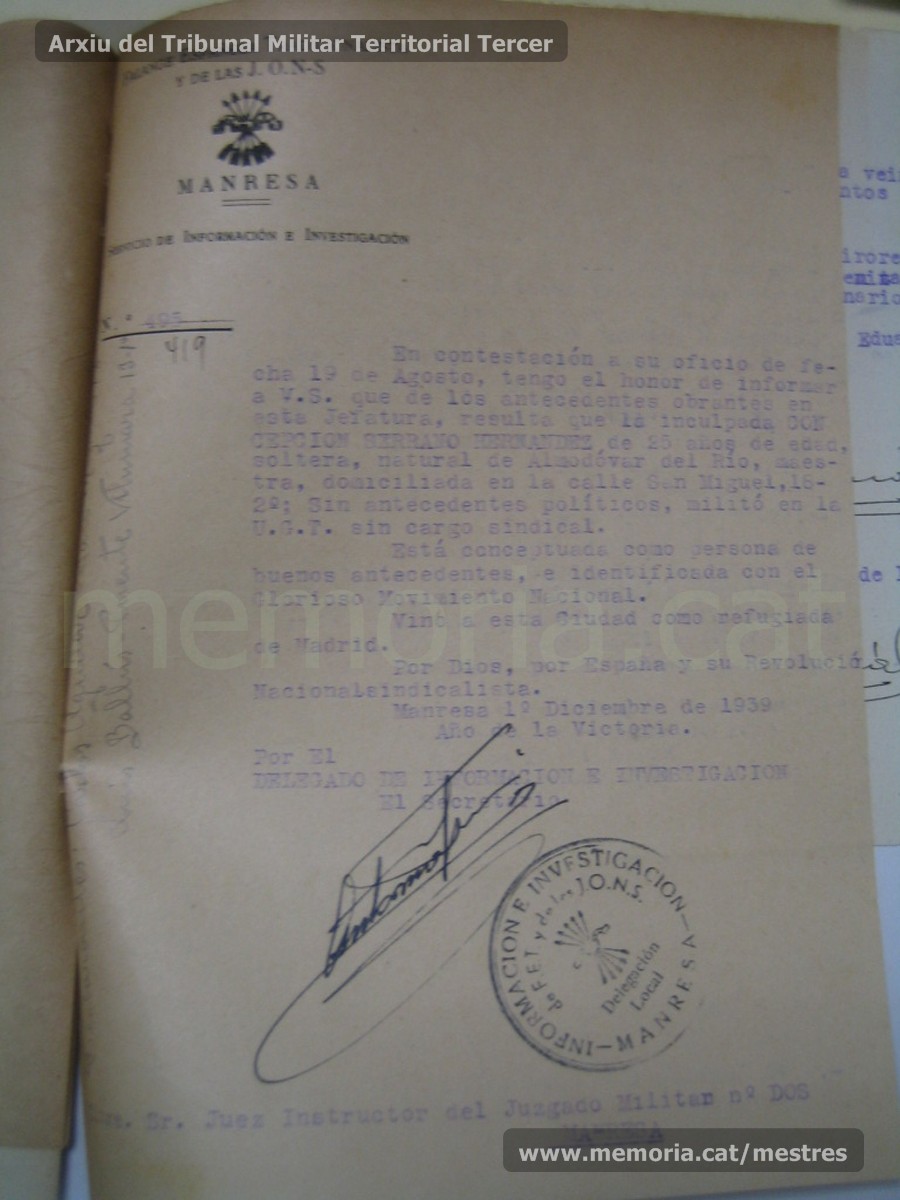 Arxiu del Tribunal Militar Territorial Tercer
Y DE LAS J.O.N-S
MANRESA
SERVICIO DE INFORMACIÓN E INVESTIGACIÓN
N.º 495
419
En contestación a su oficio de fe-
cha 19 de Agosto, tengo el honor de informar
a V.S. que de los antecedentes obrantes en
esta Jefatura, resulta que la inculpada CON
CEPCION SERRANO HERNANDEZ de 25 años de edad,
soltera, natural de Almodóvar del Rio, maes-
tra, domiciliada en la calle San Miguel,18-
2º; Sin antecedentes políticos, militó en la
U.G.T. sin cargo sindical.
Está conceptuada como persona de
buenos antecedentes, e identificada con el
Glorioso Movimiento Nacional.
Vino a esta Ciudad como refugiada
de Madrid.
Por Dios, por España y su Revolució
Nacionalsindicalista.
Manresa 1º Diciembre de 1939
Año de la Victoria.
Por El
DELEGADO DE INFORMACION E INVESTIGACION
El Secretario
INFORMACION E INVESTIGACION — MANRESA —
de FET y de las J.O.N.S.
Delegación
Local
Sr. Juez Instructor del Juzgado Militar nº DOS
MANRESA
memoria.cat
www.memoria.cat/mestres